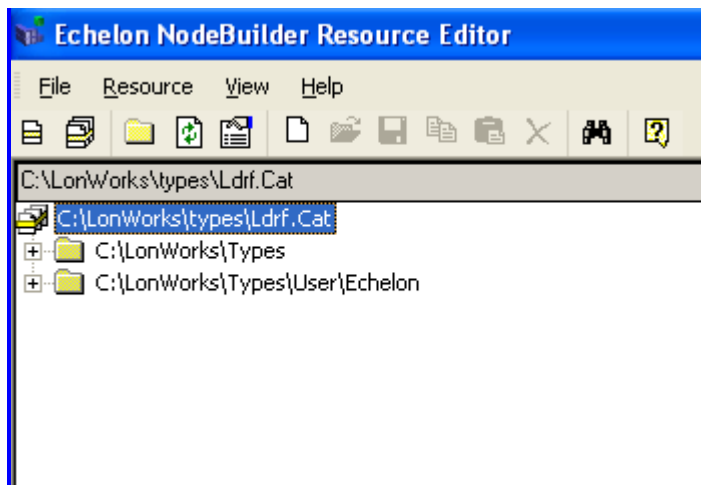 Echelon NodeBuilder Resource Editor
File Resource View Help
C:\LonWorks\types\Ldrf.Cat
C:\LonWorks\types\Ldrf.Cat
C:\LonWorks\Types
C:\LonWorks\Types\User\Echelon